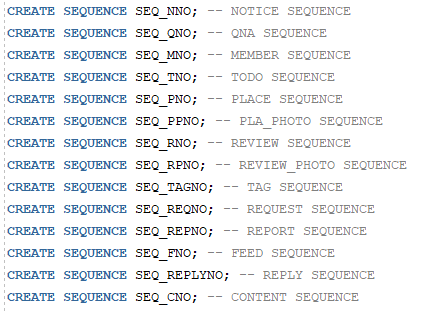 CREATE SEQUENCE SEQ_NNO; -- NOTICE SEQUENCE
CREATE SEQUENCE SEQ_QNO; -- QNA SEQUENCE
CREATE SEQUENCE SEQ_MNO; -- MEMBER SEQUENCE
CREATE SEQUENCE SEQ_TNO; -- TODO SEQUENCE
CREATE SEQUENCE SEQ_PNO; -- PLACE SEQUENCE
CREATE SEQUENCE SEQ_PPNO; -- PLA_PHOTO SEQUENCE
CREATE SEQUENCE SEQ_RNO; -- REVIEW SEQUENCE
CREATE SEQUENCE SEQ_RPNO; -- REVIEW_PHOTO SEQUENCE
CREATE SEQUENCE SEQ_TAGNO; -- TAG SEQUENCE
CREATE SEQUENCE SEQ_REQNO; -- REQUEST SEQUENCE
CREATE SEQUENCE SEQ_REPNO; -- REPORT SEQUENCE
CREATE SEQUENCE SEQ_FNO; -- FEED SEQUENCE
CREATE SEQUENCE SEQ_REPLYNO; -- REPLY SEQUENCE
CREATE SEQUENCE SEQ_CNO; -- CONTENT SEQUENCE